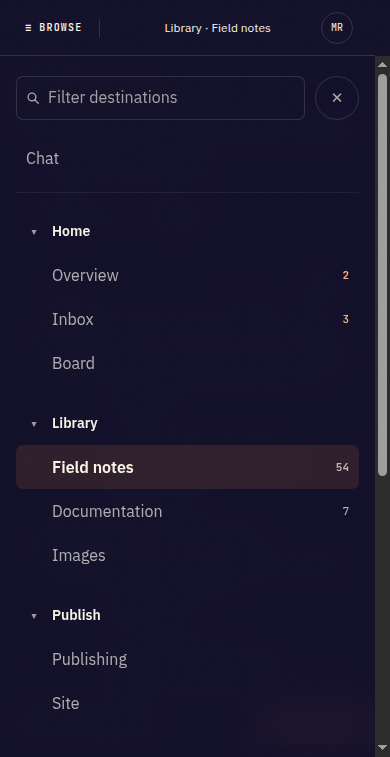 ≡ BROWSE
Library · Field notes
MR
Filter destinations
✕
Chat
▾ Home
Overview 2
Inbox 3
Board
▾ Library
Field notes 54
Documentation 7
Images
▾ Publish
Publishing
Site